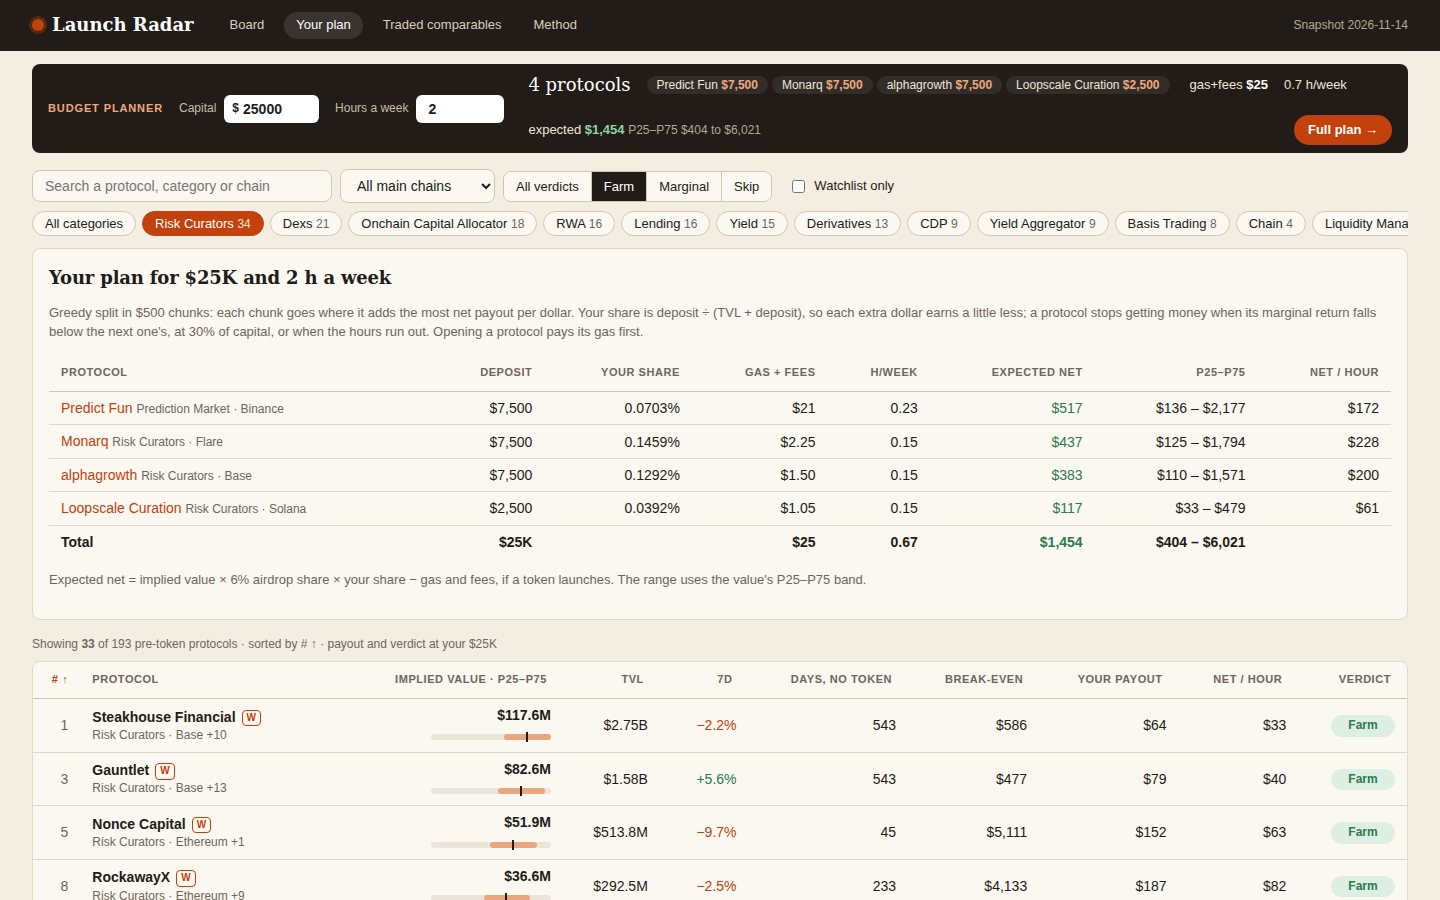 Launch Radar Board Your plan Traded comparables Method Snapshot 2026-11-14
4 protocols Predict Fun $7,500 Monarq $7,500 alphagrowth $7,500 Loopscale Curation $2,500 gas+fees $25 0.7 h/week
BUDGET PLANNER Capital $ 25000 Hours a week 2
expected $1,454 P25–P75 $404 to $6,021 Full plan →
Search a protocol, category or chain All main chains All verdicts Farm Marginal Skip Watchlist only
All categories Risk Curators 34 Dexs 21 Onchain Capital Allocator 18 RWA 16 Lending 16 Yield 15 Derivatives 13 CDP 9 Yield Aggregator 9 Basis Trading 8 Chain 4 Liquidity Mana
Your plan for $25K and 2 h a week
Greedy split in $500 chunks: each chunk goes where it adds the most net payout per dollar. Your share is deposit ÷ (TVL + deposit), so each extra dollar earns a little less; a protocol stops getting money when its marginal return falls
below the next one's, at 30% of capital, or when the hours run out. Opening a protocol pays its gas first.
PROTOCOL DEPOSIT YOUR SHARE GAS + FEES H/WEEK EXPECTED NET P25–P75 NET / HOUR
Predict Fun Prediction Market · Binance $7,500 0.0703% $21 0.23 $517 $136 – $2,177 $172
Monarq Risk Curators · Flare $7,500 0.1459% $2.25 0.15 $437 $125 – $1,794 $228
alphagrowth Risk Curators · Base $7,500 0.1292% $1.50 0.15 $383 $110 – $1,571 $200
Loopscale Curation Risk Curators · Solana $2,500 0.0392% $1.05 0.15 $117 $33 – $479 $61
Total $25K $25 0.67 $1,454 $404 – $6,021
Expected net = implied value × 6% airdrop share × your share − gas and fees, if a token launches. The range uses the value's P25–P75 band.
Showing 33 of 193 pre-token protocols · sorted by # ↑ · payout and verdict at your $25K
# ↑ PROTOCOL IMPLIED VALUE · P25–P75 TVL 7D DAYS, NO TOKEN BREAK-EVEN YOUR PAYOUT NET / HOUR VERDICT
1 Steakhouse Financial W $117.6M $2.75B −2.2% 543 $586 $64 $33 Farm
Risk Curators · Base +10
3 Gauntlet W $82.6M $1.58B +5.6% 543 $477 $79 $40 Farm
Risk Curators · Base +13
5 Nonce Capital W $51.9M $513.8M −9.7% 45 $5,111 $152 $63 Farm
Risk Curators · Ethereum +1
8 RockawayX W $36.6M $292.5M −2.5% 233 $4,133 $187 $82 Farm
Risk Curators · Ethereum +9